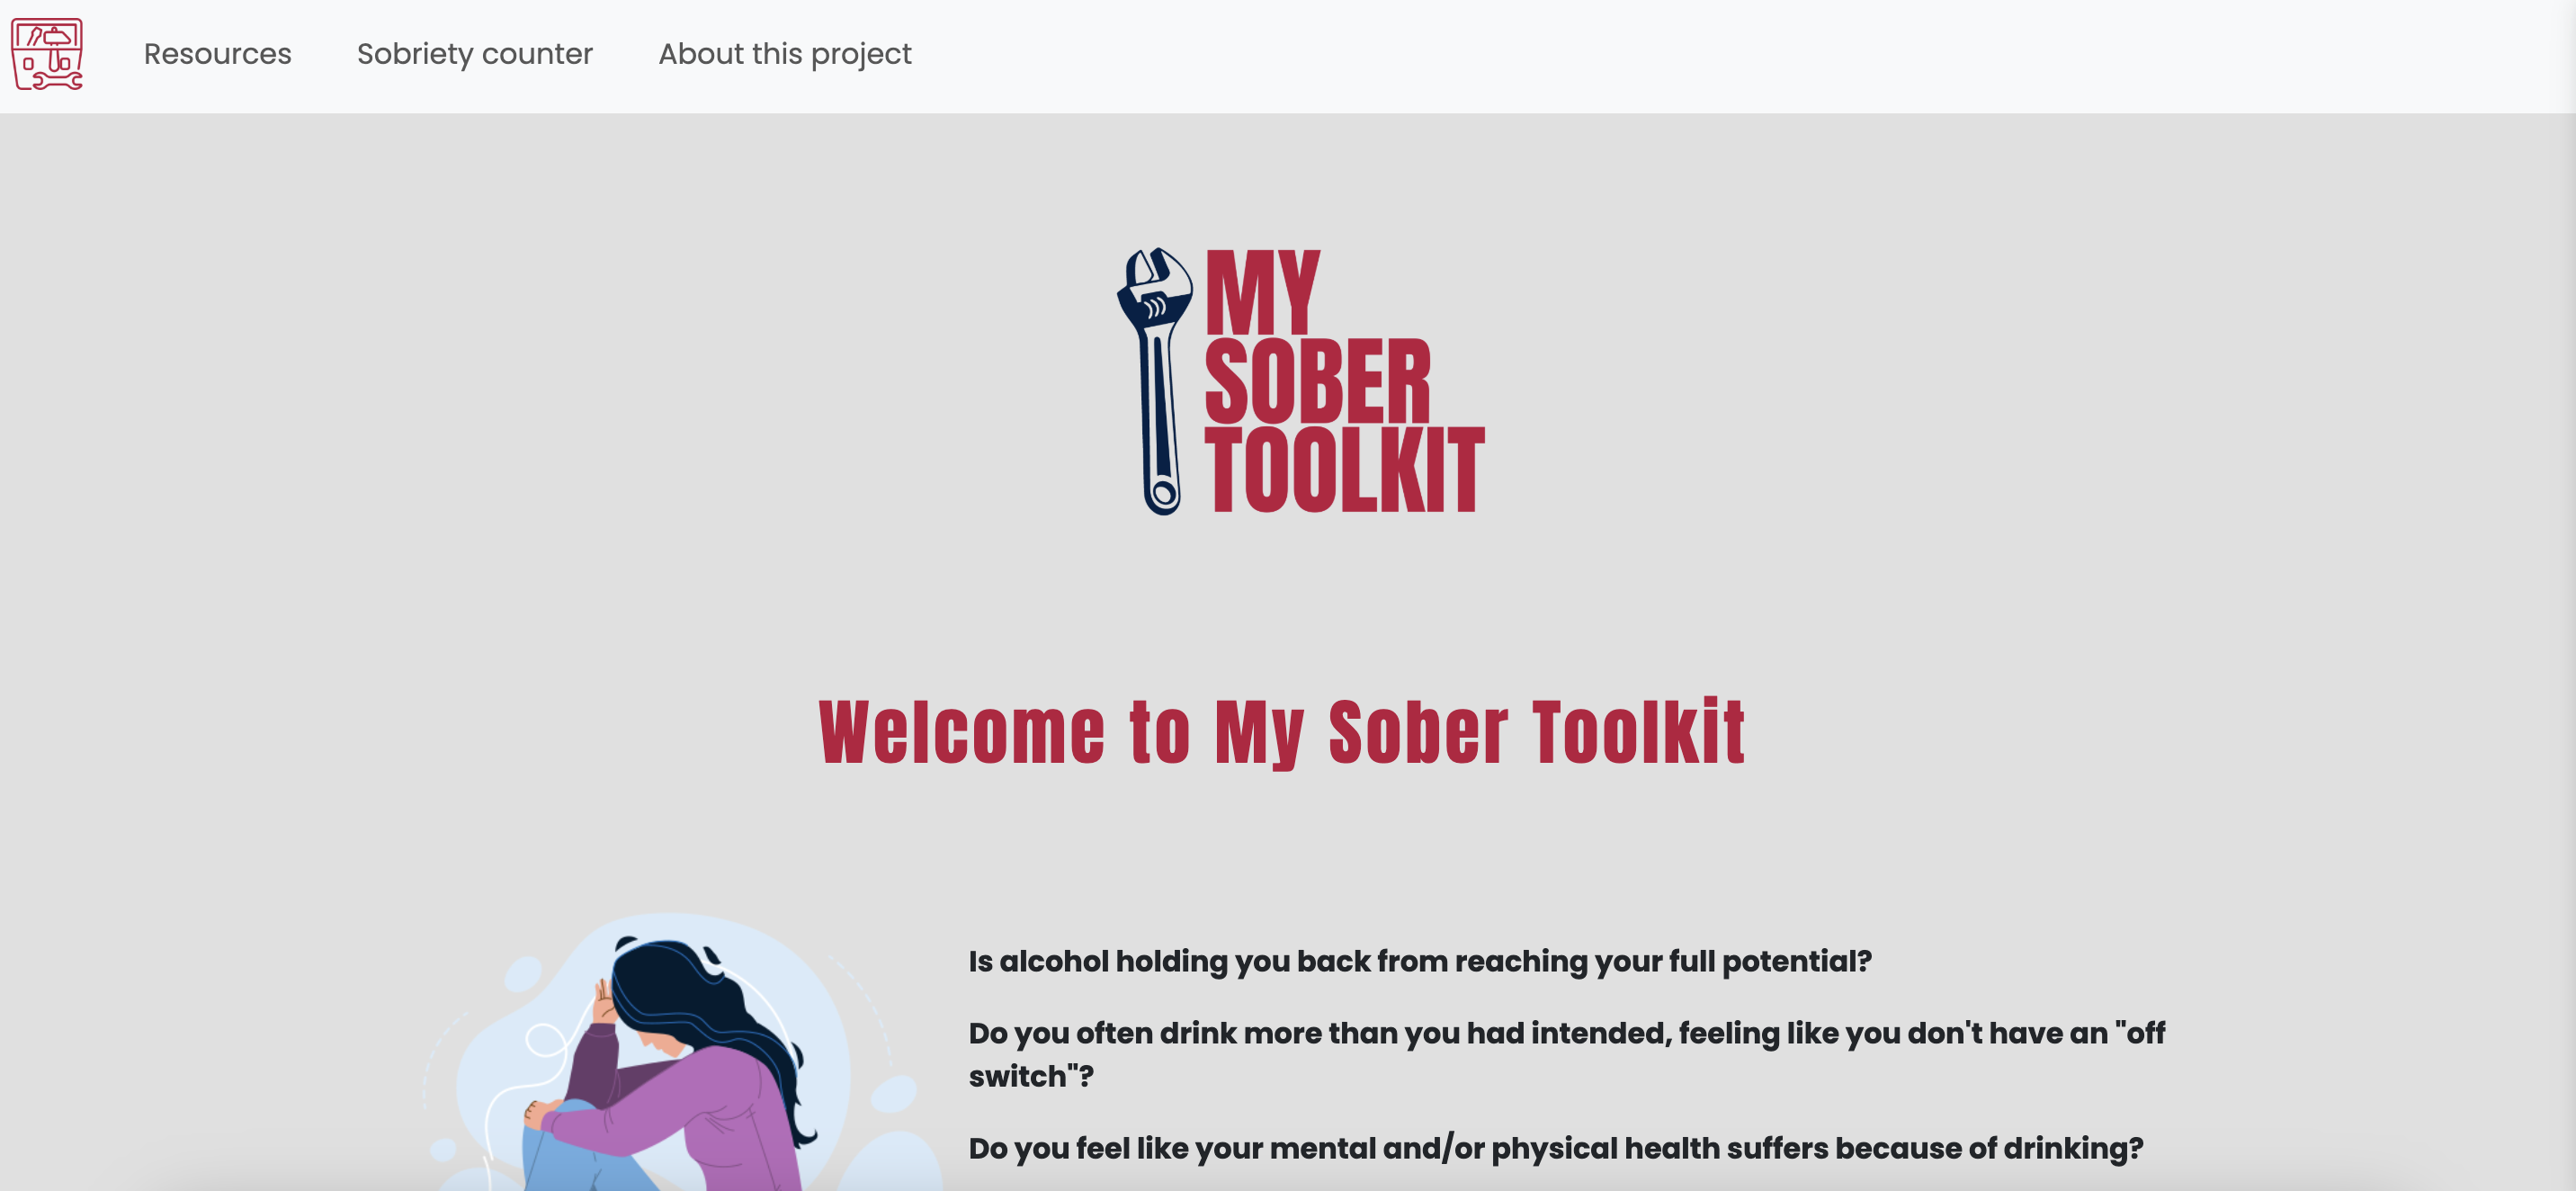 Resources Sobriety counter About this project
MY
SOBER
TOOLKIT
Welcome to My Sober Toolkit
Is alcohol holding you back from reaching your full potential?
Do you often drink more than you had intended, feeling like you don't have an "off
switch"?
Do you feel like your mental and/or physical health suffers because of drinking?